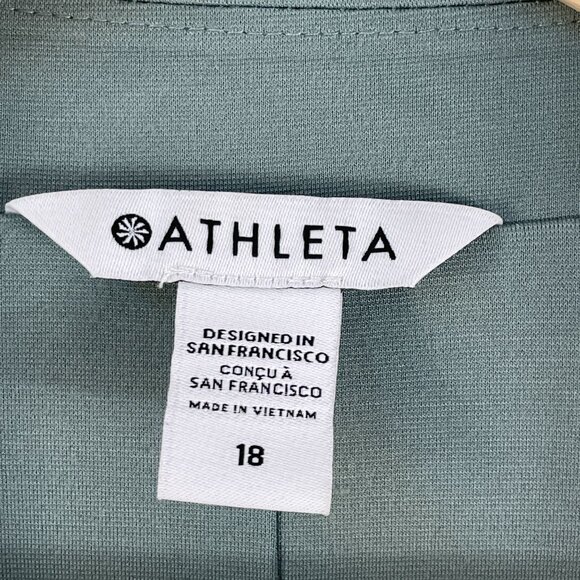 ATHLETA
DESIGNED IN
SAN FRANCISCO
CONÇU À
SAN FRANCISCO
MADE IN VIETNAM
18